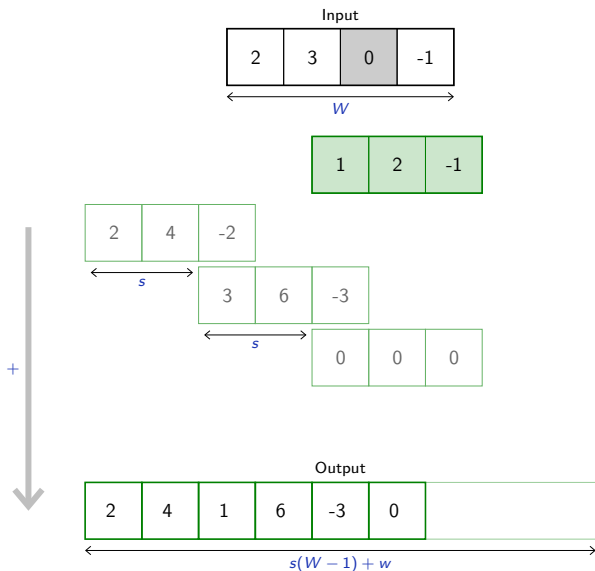 Input
2 3 0 -1
W
1 2 -1
2 4 -2
s
3 6 -3
s
0 0 0
+
Output
2 4 1 6 -3 0
s(W − 1) + w